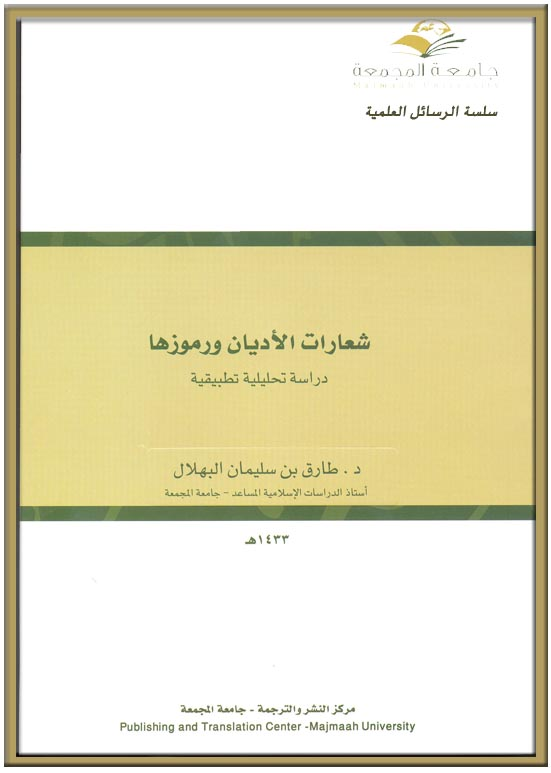 جامعة المجمعة
Majmaah University
سلسة الرسائل العلمية
شعارات الأديان ورموزها
دراسة تحليلية تطبيقية
د. طارق بن سليمان البهلال
أستاذ الدراسات الإسلامية المساعد - جامعة المجمعة
١٤٣٣هـ
مركز النشر والترجمة - جامعة المجمعة
Publishing and Translation Center -Majmaah University